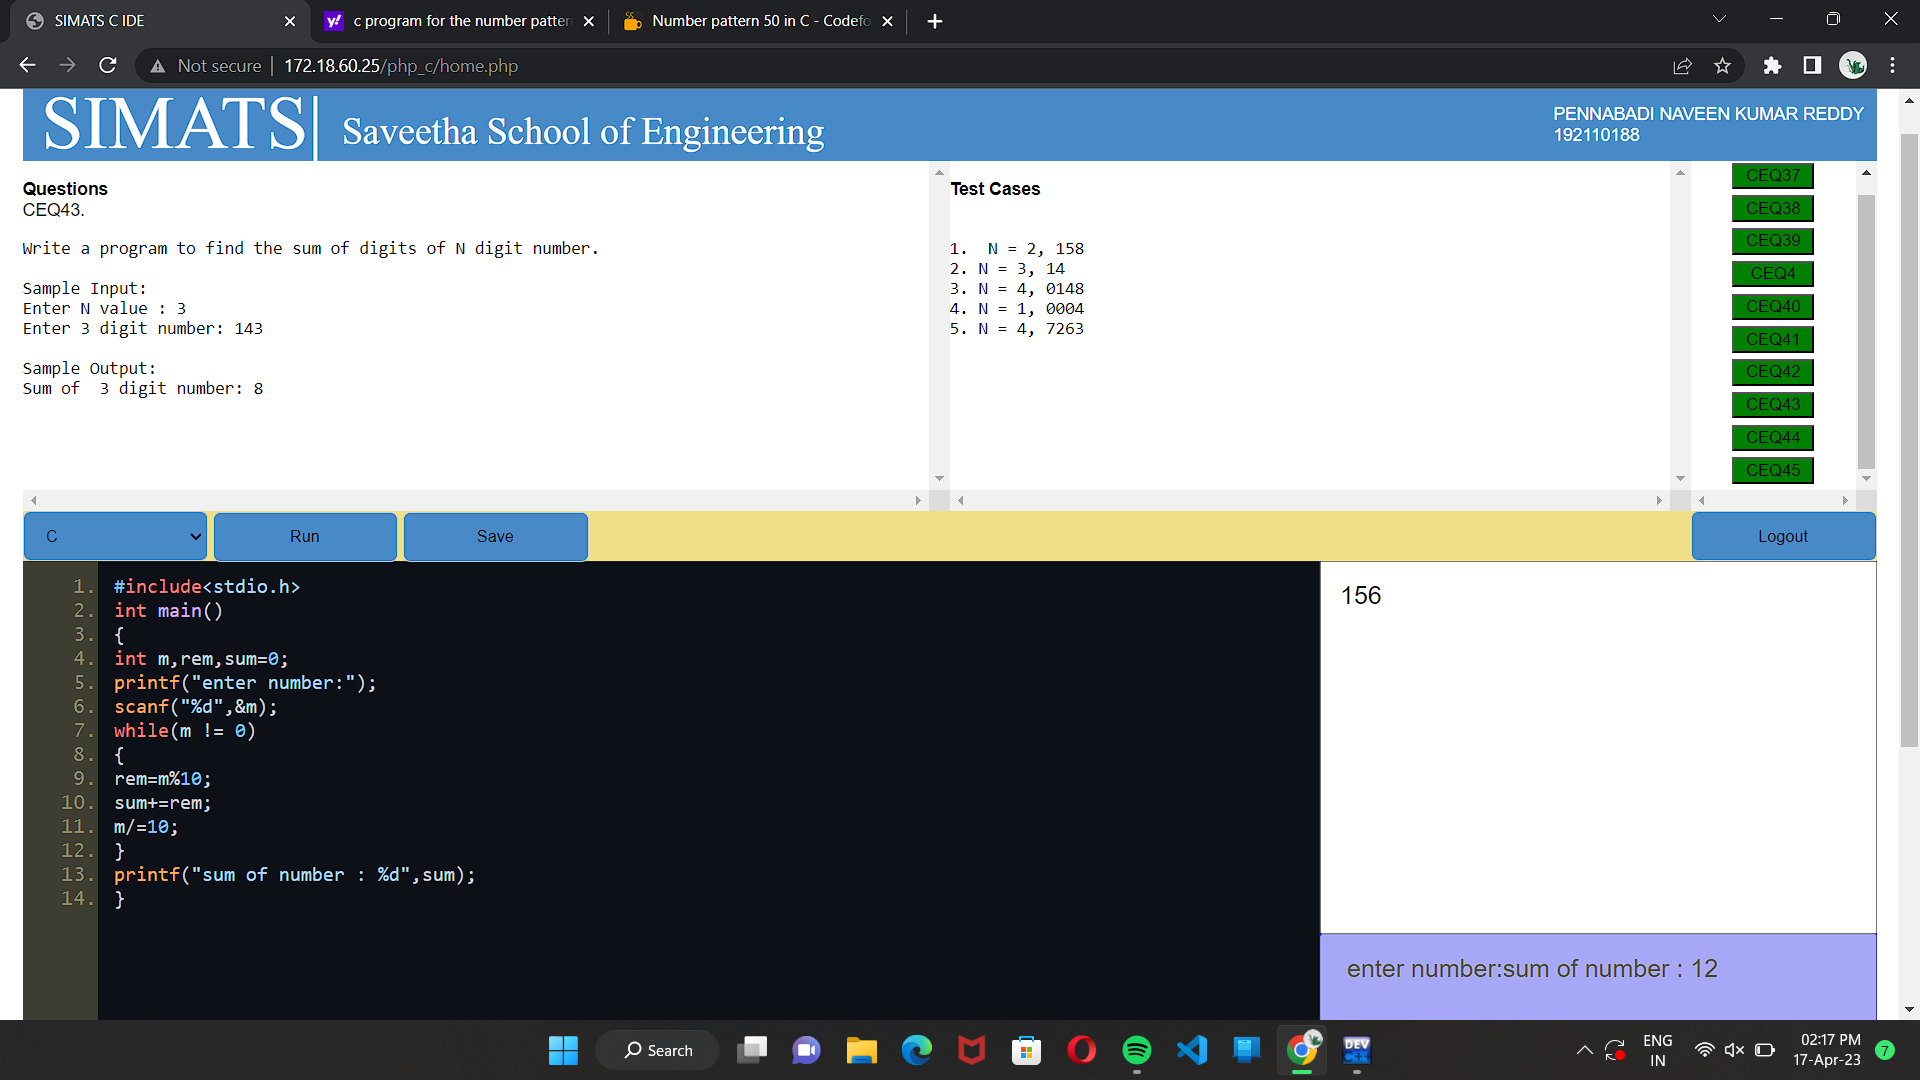 SIMATS C IDE
c program for the number patter
Number pattern 50 in C - Codefo
Not secure
172.18.60.25/php_c/home.php
SIMATS
Saveetha School of Engineering
PENNABADI NAVEEN KUMAR REDDY
192110188
Questions
CEQ43.
Write a program to find the sum of digits of N digit number.
Sample Input:
Enter N value : 3
Enter 3 digit number: 143
Sample Output:
Sum of  3 digit number: 8
Test Cases
1.  N = 2, 158
2. N = 3, 14
3. N = 4, 0148
4. N = 1, 0004
5. N = 4, 7263
CEQ37
CEQ38
CEQ39
CEQ4
CEQ40
CEQ41
CEQ42
CEQ43
CEQ44
CEQ45
C
Run
Save
Logout
1. #include<stdio.h>
2. int main()
3. {
4. int m,rem,sum=0;
5. printf("enter number:");
6. scanf("%d",&m);
7. while(m != 0)
8. {
9. rem=m%10;
10. sum+=rem;
11. m/=10;
12. }
13. printf("sum of number : %d",sum);
14. }
156
enter number:sum of number : 12
Search
DEV
C++
ENG
IN
02:17 PM
17-Apr-23
7